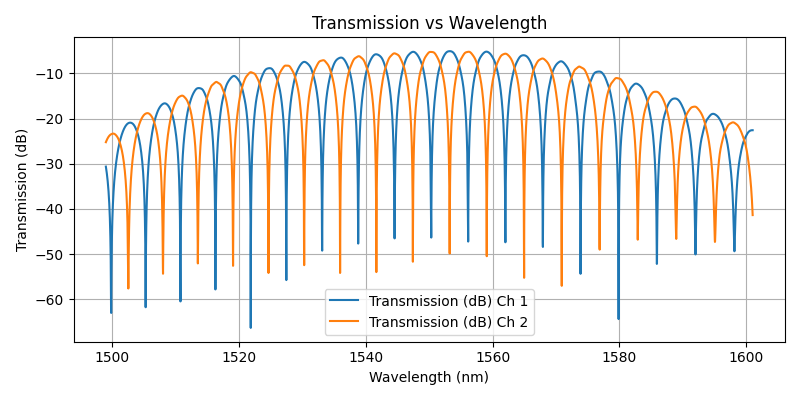 Transmission vs Wavelength
Transmission (dB)
−10
−20
−30
−40
−50
−60
1500
1520
1540
1560
1580
1600
Wavelength (nm)
Transmission (dB) Ch 1
Transmission (dB) Ch 2